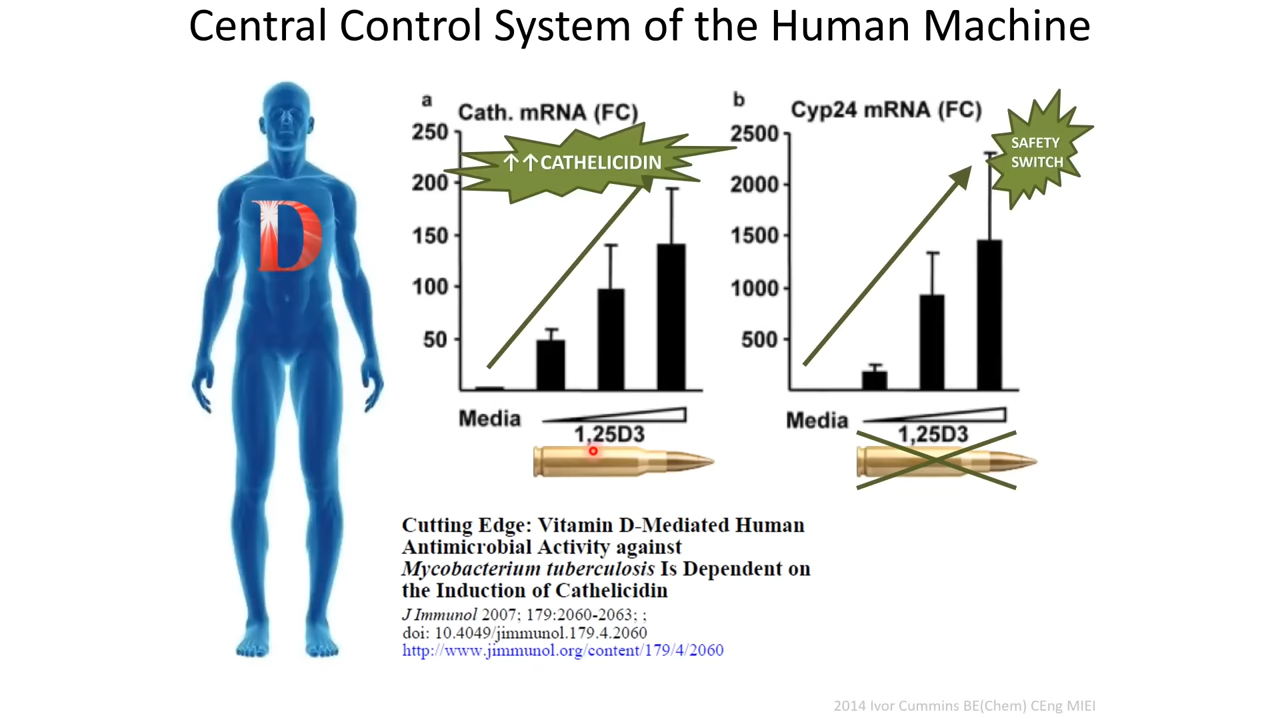 Central Control System of the Human Machine
D
a
Cath. mRNA (FC)
250
200
150
100
50
↑↑CATHELICIDIN
Media
1,25D3
b
Cyp24 mRNA (FC)
2500
2000
1500
1000
500
SAFETY
SWITCH
Media
1,25D3
Cutting Edge: Vitamin D-Mediated Human
Antimicrobial Activity against
Mycobacterium tuberculosis Is Dependent on
the Induction of Cathelicidin
J Immunol 2007; 179:2060-2063; ;
doi: 10.4049/jimmunol.179.4.2060
http://www.jimmunol.org/content/179/4/2060
2014 Ivor Cummins BE(Chem) CEng MIEI